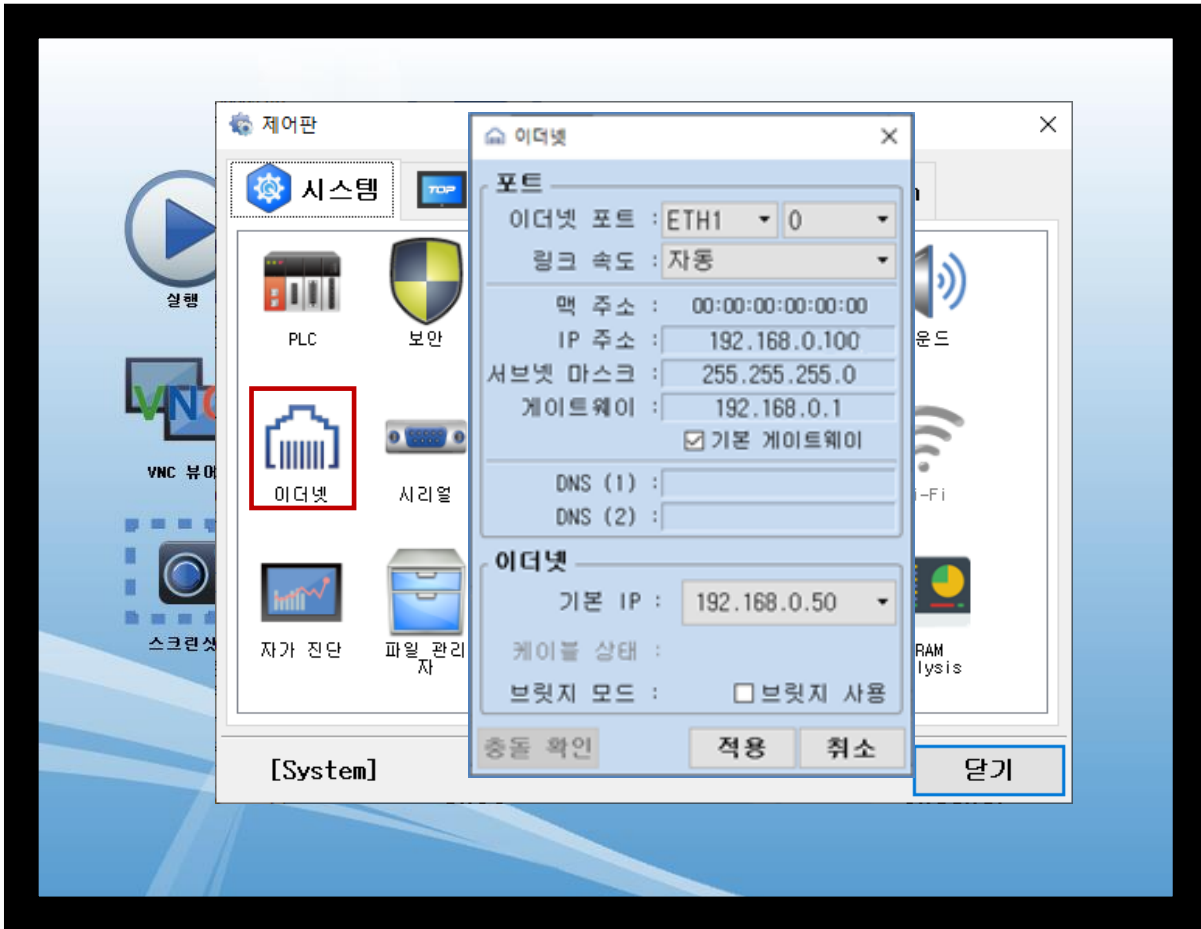 제어판
시스템
TOP
실행
PLC
보안
운드
VNC
VNC 뷰어
이더넷
시리얼
i-Fi
스크린샷
자가 진단
파일 관리
자
RAM
lysis
[System]
닫기
이더넷
포트
이더넷 포트 : ETH1 0
링크 속도 : 자동
맥 주소 : 00:00:00:00:00:00
IP 주소 : 192.168.0.100
서브넷 마스크 : 255.255.255.0
게이트웨이 : 192.168.0.1
기본 게이트웨이
DNS (1) :
DNS (2) :
이더넷
기본 IP : 192.168.0.50
케이블 상태 :
브릿지 모드 : 브릿지 사용
충돌 확인
적용
취소